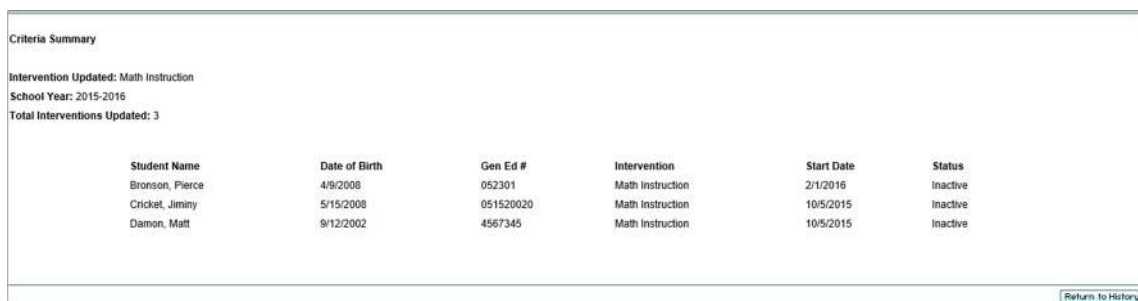 Criteria Summary
Intervention Updated: Math Instruction
School Year: 2015-2016
Total Interventions Updated: 3
Student Name Date of Birth Gen Ed # Intervention Start Date Status
Bronson, Pierce 4/9/2008 052301 Math Instruction 2/1/2016 Inactive
Cricket, Jiminy 5/15/2008 051520020 Math Instruction 10/5/2015 Inactive
Damon, Matt 9/12/2002 4567345 Math Instruction 10/5/2015 Inactive
Return to History